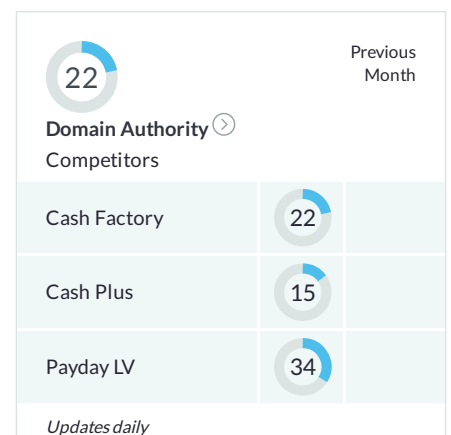 22
Previous
Month
Domain Authority
Competitors
Cash Factory 22
Cash Plus 15
Payday LV 34
Updates daily